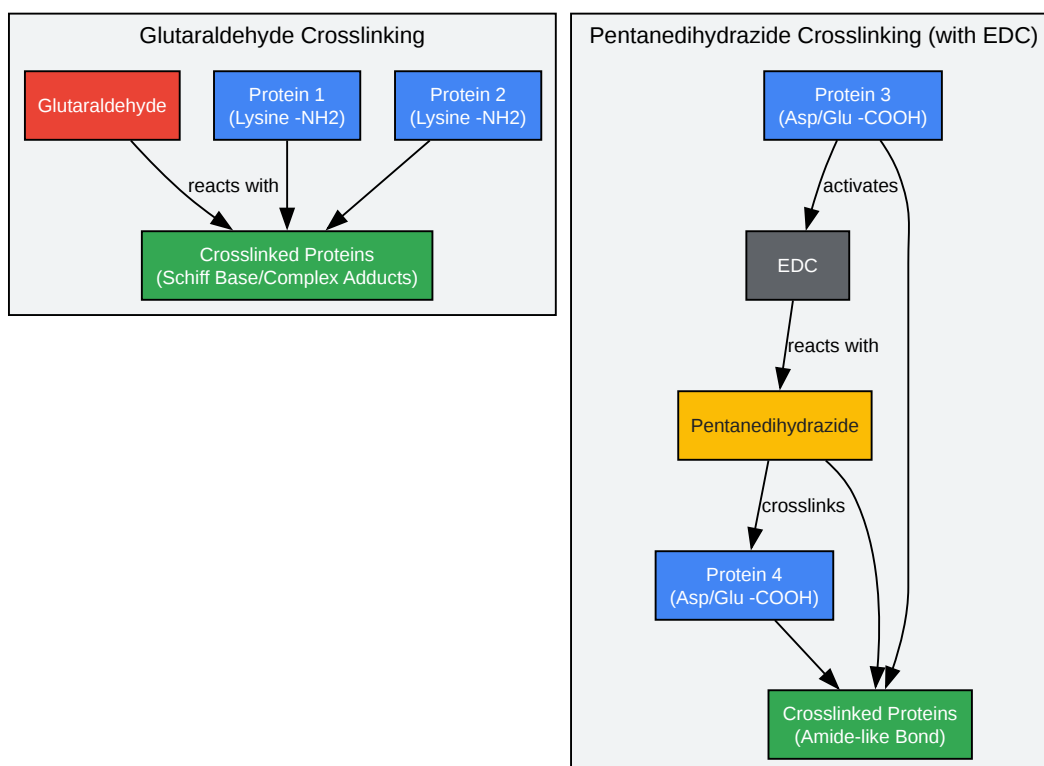 Glutaraldehyde Crosslinking
Glutaraldehyde
Protein 1
(Lysine -NH2)
Protein 2
(Lysine -NH2)
reacts with
Crosslinked Proteins
(Schiff Base/Complex Adducts)
Pentanedihydrazide Crosslinking (with EDC)
Protein 3
(Asp/Glu -COOH)
activates
EDC
reacts with
Pentanedihydrazide
crosslinks
Protein 4
(Asp/Glu -COOH)
Crosslinked Proteins
(Amide-like Bond)